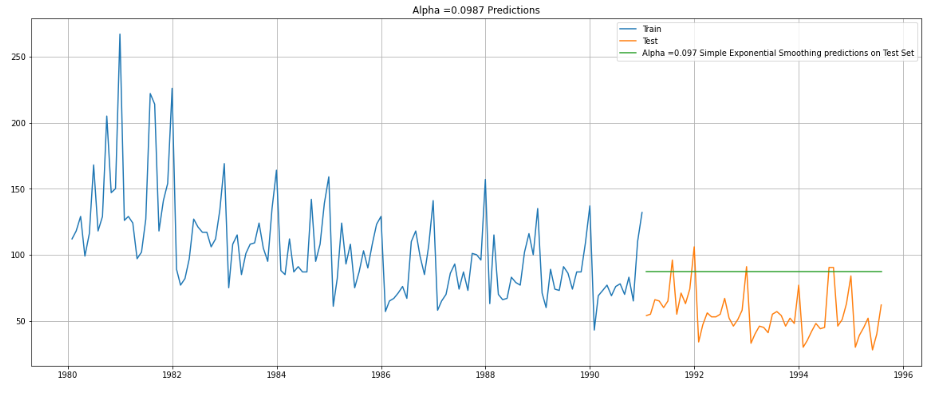 Alpha =0.0987 Predictions
Train
Test
Alpha =0.097 Simple Exponential Smoothing predictions on Test Set
250
200
150
100
50
1980 1982 1984 1986 1988 1990 1992 1994 1996